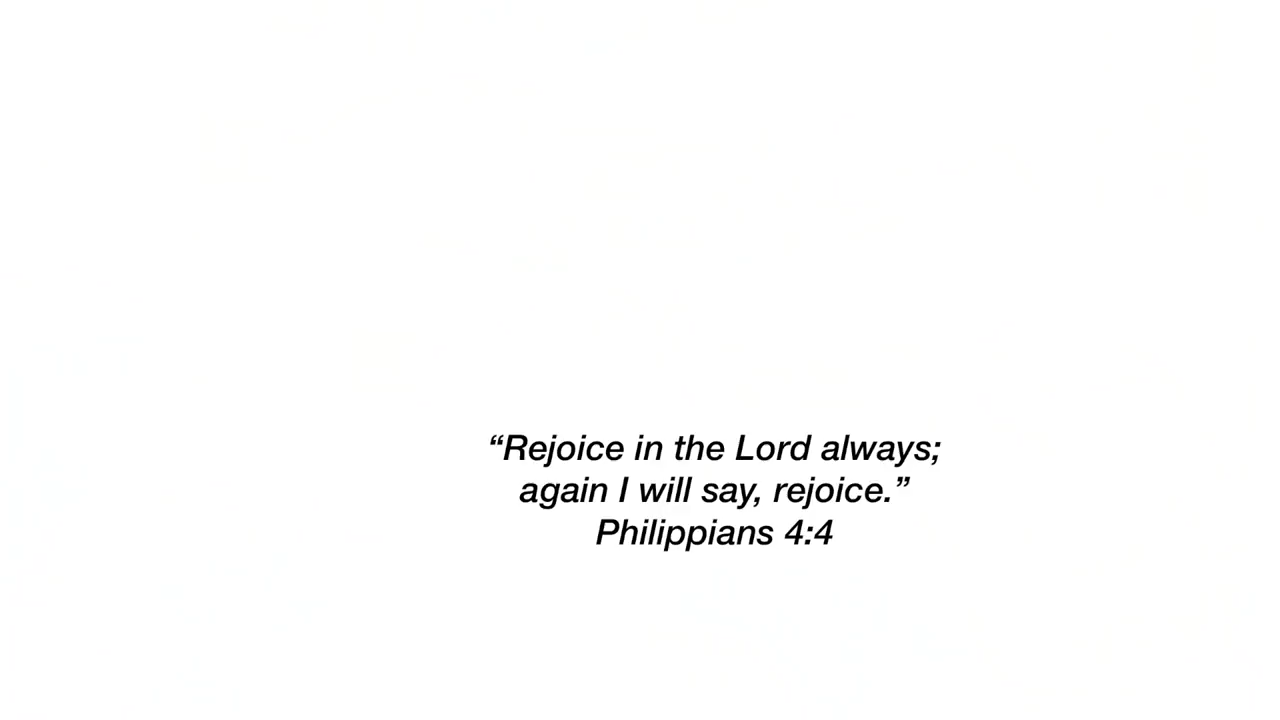 “Rejoice in the Lord always;
again I will say, rejoice.”
Philippians 4:4